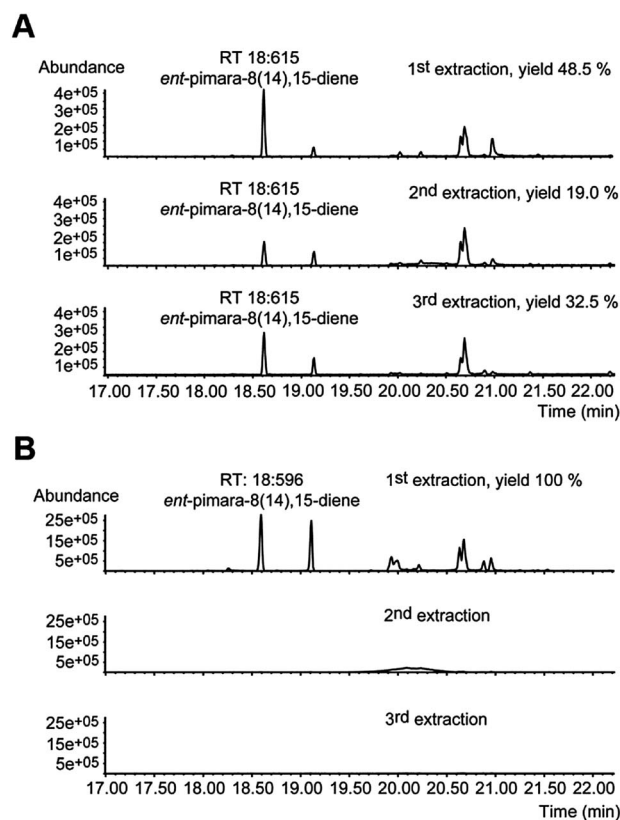 A
RT 18:615
Abundance
ent-pimara-8(14),15-diene
1st extraction, yield 48.5 %
4e+05
3e+05
2e+05
1e+05
RT 18:615
ent-pimara-8(14),15-diene
2nd extraction, yield 19.0 %
4e+05
3e+05
2e+05
1e+05
RT 18:615
ent-pimara-8(14),15-diene
3rd extraction, yield 32.5 %
4e+05
3e+05
2e+05
1e+05
17.00 17.50 18.00 18.50 19.00 19.50 20.00 20.50 21.00 21.50 22.00
Time (min)
B
RT: 18:596
Abundance
ent-pimara-8(14),15-diene
1st extraction, yield 100 %
25e+05
15e+05
5e+05
2nd extraction
25e+05
15e+05
5e+05
3rd extraction
25e+05
15e+05
5e+05
17.00 17.50 18.00 18.50 19.00 19.50 20.00 20.50 21.00 21.50 22.00
Time (min)